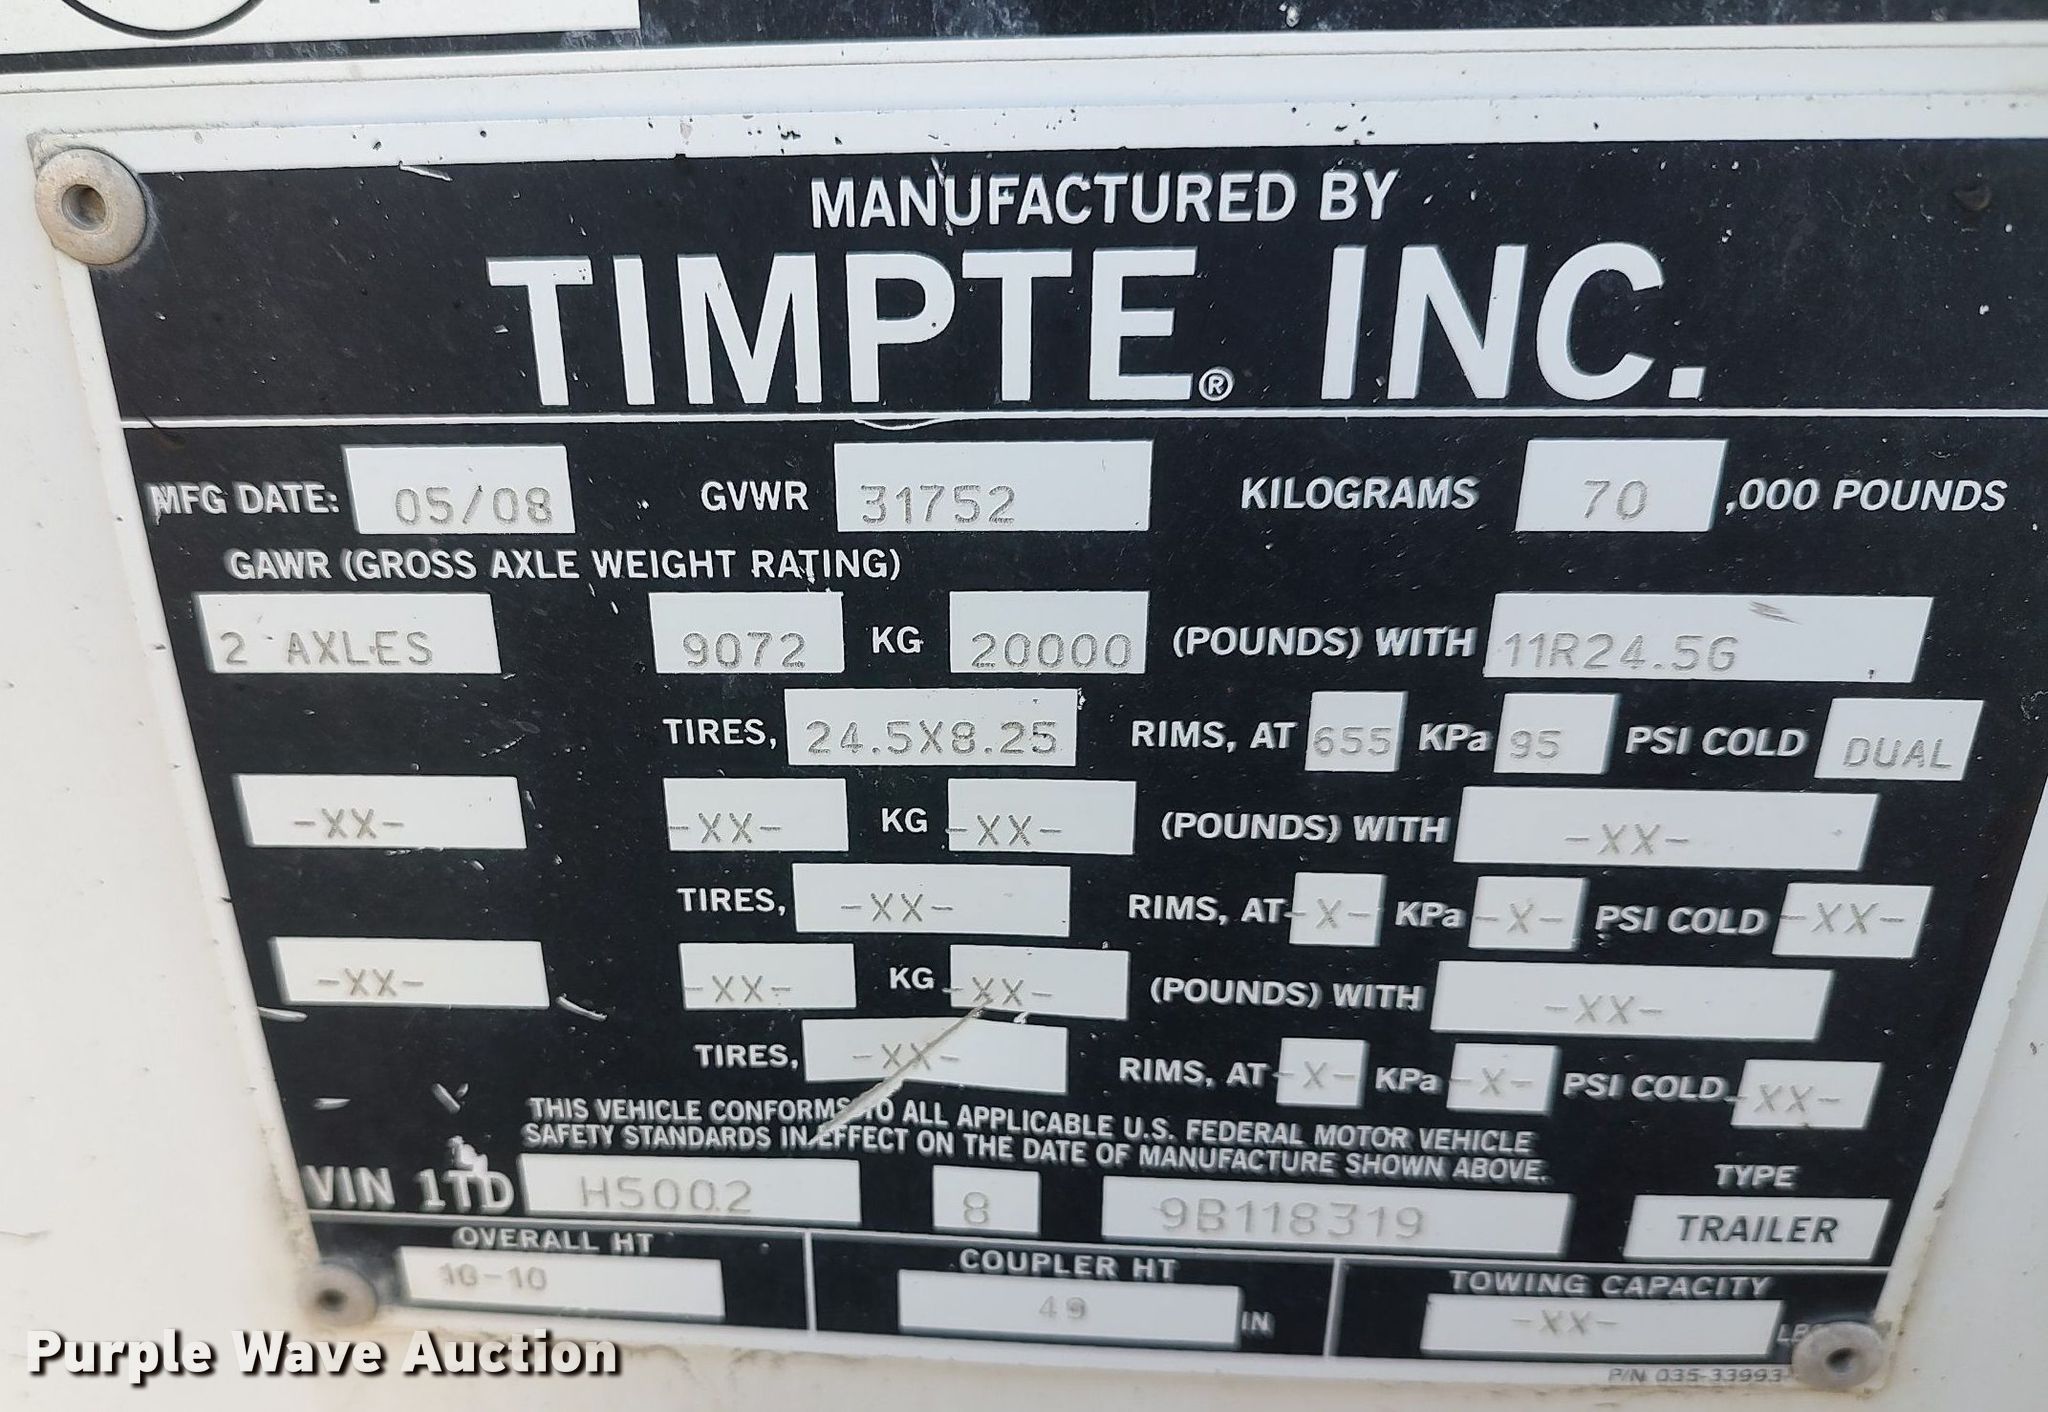 MANUFACTURED BY
TIMPTE® INC.
MFG DATE: 05/08 GVWR 31752 KILOGRAMS 70 ,000 POUNDS
GAWR (GROSS AXLE WEIGHT RATING)
2 AXLES 9072 KG 20000 (POUNDS) WITH 11R24.5G
TIRES, 24.5X8.25 RIMS, AT 655 KPa 95 PSI COLD DUAL
-XX- -XX- KG -XX- (POUNDS) WITH -XX-
TIRES, -XX- RIMS, AT -X- KPa -X- PSI COLD -XX-
-XX- -XX- KG -XX- (POUNDS) WITH -XX-
TIRES, -XX- RIMS, AT -X- KPa -X- PSI COLD -XX-
THIS VEHICLE CONFORMS TO ALL APPLICABLE U.S. FEDERAL MOTOR VEHICLE
SAFETY STANDARDS IN EFFECT ON THE DATE OF MANUFACTURE SHOWN ABOVE.
TYPE
VIN 1TD H5002 8 9B118319 TRAILER
OVERALL HT COUPLER HT TOWING CAPACITY
10-10 49 IN -XX-
P/N 035-33993-
Purple Wave Auction